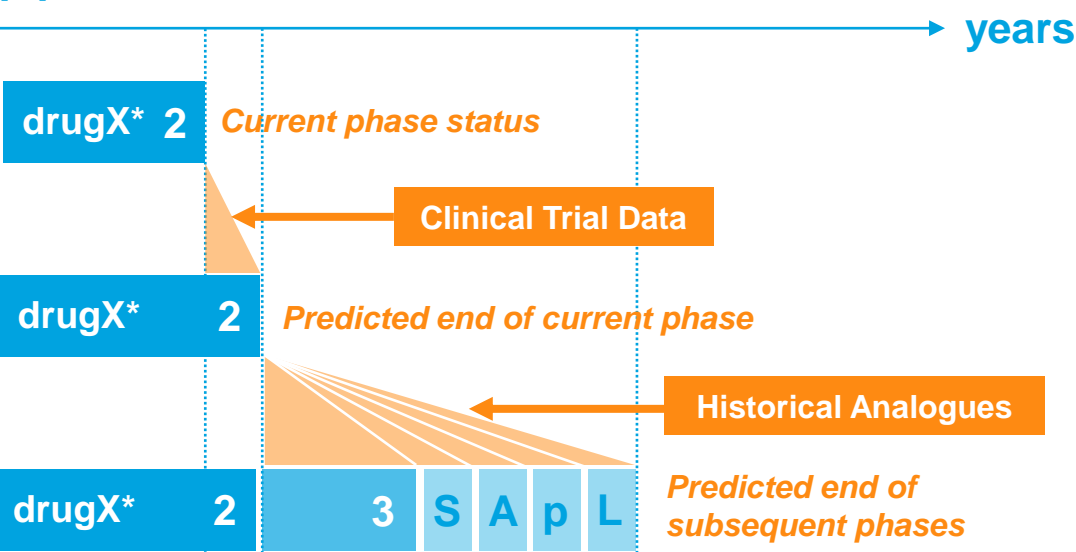 years
drugX* 2
Current phase status
Clinical Trial Data
drugX* 2
Predicted end of current phase
Historical Analogues
drugX* 2 3 S A p L
Predicted end of
subsequent phases